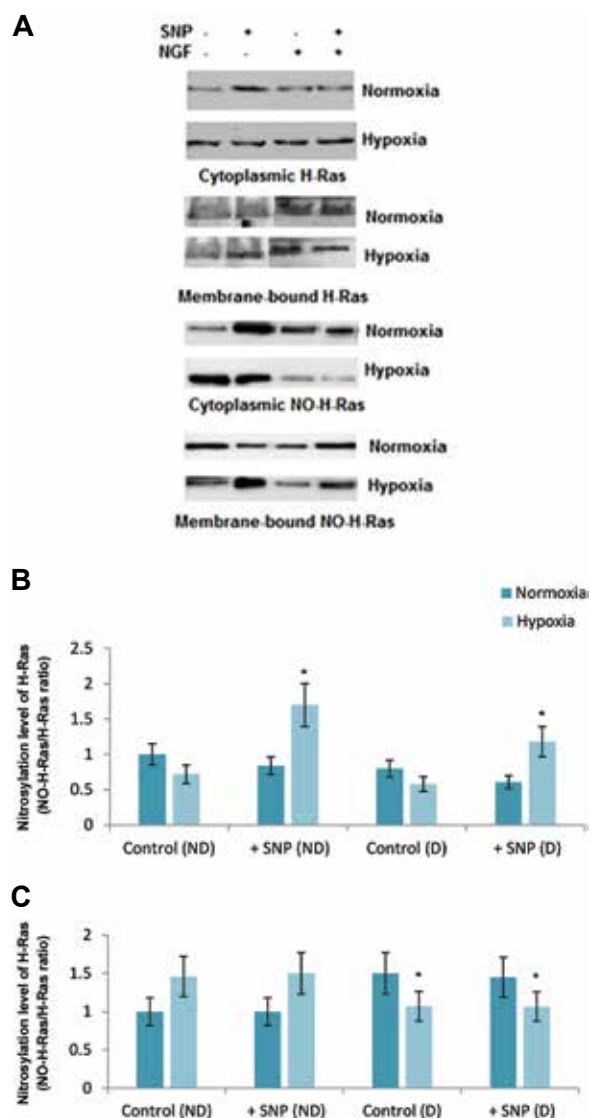 A
SNP - + - +
NGF - - + +
Normoxia
Hypoxia
Cytoplasmic H-Ras
Normoxia
Hypoxia
Membrane-bound H-Ras
Normoxia
Hypoxia
Cytoplasmic NO-H-Ras
Normoxia
Hypoxia
Membrane-bound NO-H-Ras
B
Normoxia
Hypoxia
Nitrosylation level of H-Ras
(NO-H-Ras/H-Ras ratio)
2.5
2
1.5
1
0.5
0
* *
Control (ND) + SNP (ND) Control (D) + SNP (D)
C
Nitrosylation level of H-Ras
(NO-H-Ras/H-Ras ratio)
2
1.5
1
0.5
0
* *
Control (ND) + SNP (ND) Control (D) + SNP (D)